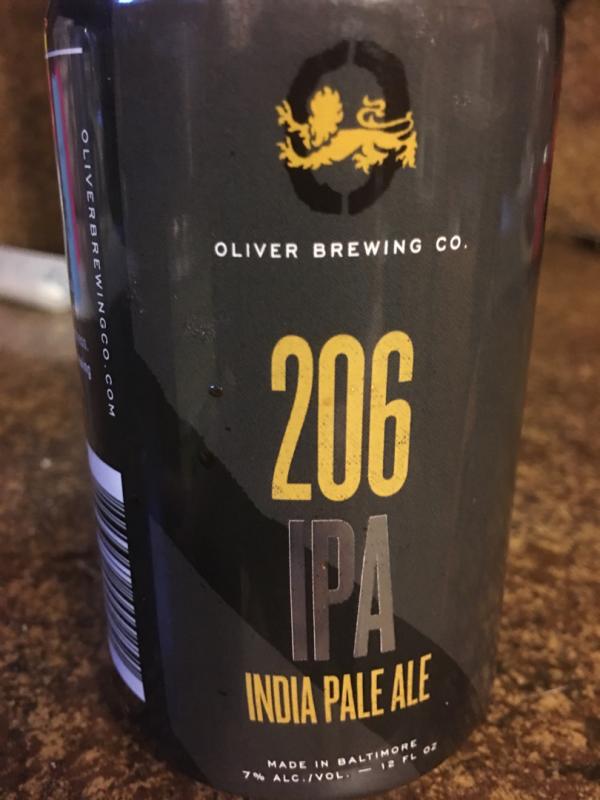 OLIVER BREWING CO.
206
IPA
INDIA PALE ALE
MADE IN BALTIMORE
7% ALC./VOL. — 12 FL OZ
OLIVERBREWINGCO.COM